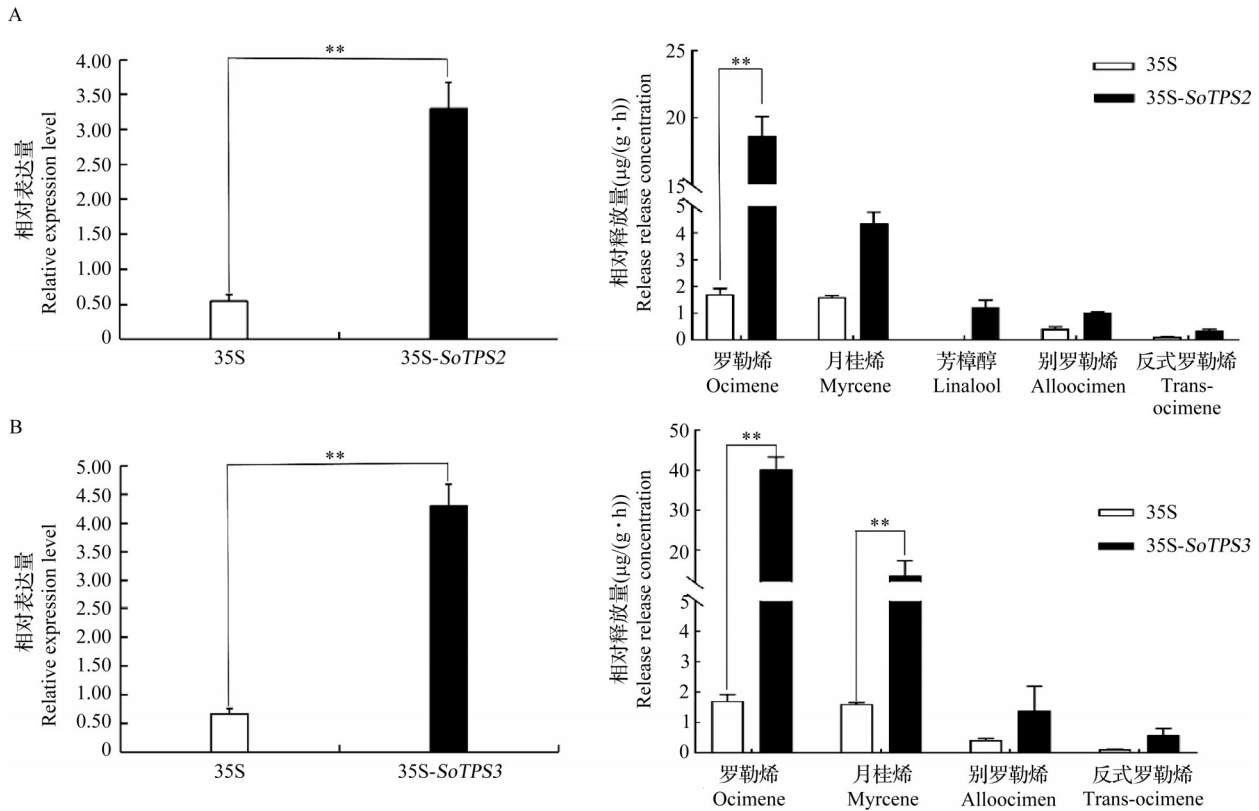 A
相对表达量
Relative expression level
4.00
3.50
3.00
2.50
2.00
1.50
1.00
0.50
0
**
35S
35S-SoTPS2
相对释放量(μg/(g·h))
Release release concentration
25
20
15
5
4
3
2
1
0
**
35S
35S-SoTPS2
罗勒烯
Ocimene
月桂烯
Myrcene
芳樟醇
Linalool
别罗勒烯
Alloocimen
反式罗勒烯
Trans-
ocimene
B
相对表达量
Relative expression level
5.00
4.50
4.00
3.50
3.00
2.50
2.00
1.50
1.00
0.50
0
**
35S
35S-SoTPS3
相对释放量(μg/(g·h))
Release release concentration
50
40
30
20
5
4
3
2
1
0
**
**
35S
35S-SoTPS3
罗勒烯
Ocimene
月桂烯
Myrcene
别罗勒烯
Alloocimen
反式罗勒烯
Trans-ocimene